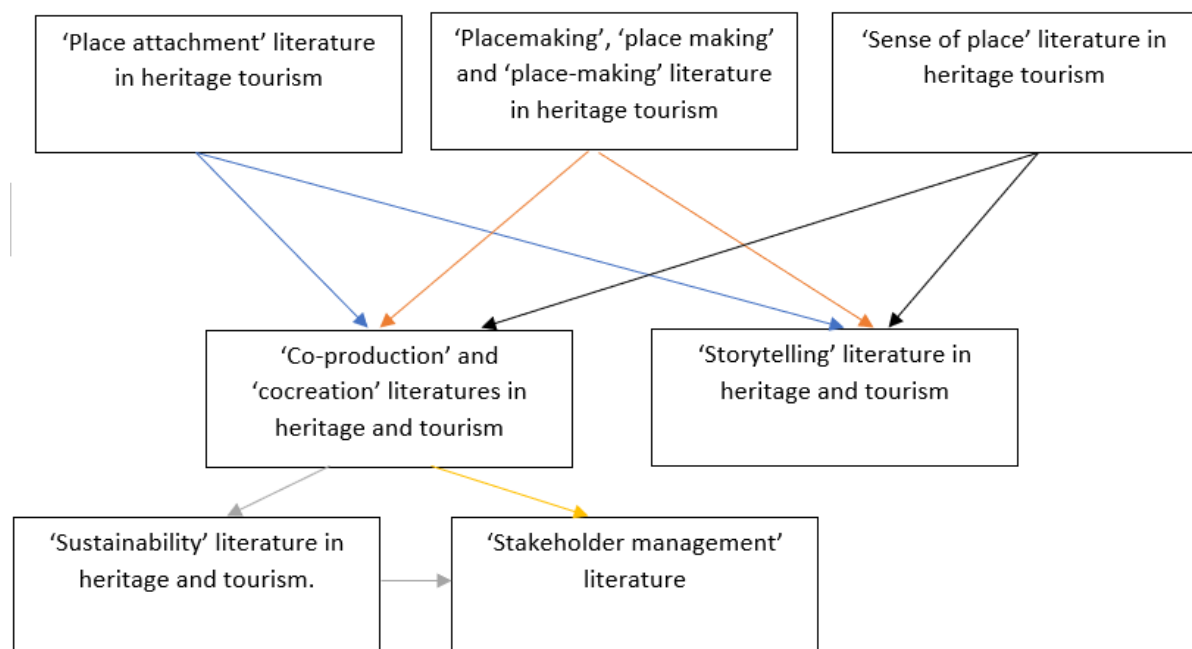 ‘Place attachment’ literature
in heritage tourism
‘Placemaking’, ‘place making’
and ‘place-making’ literature
in heritage tourism
‘Sense of place’ literature in
heritage tourism
‘Co-production’ and
‘cocreation’ literatures in
heritage and tourism
‘Storytelling’ literature in
heritage and tourism
‘Sustainability’ literature in
heritage and tourism.
‘Stakeholder management’
literature